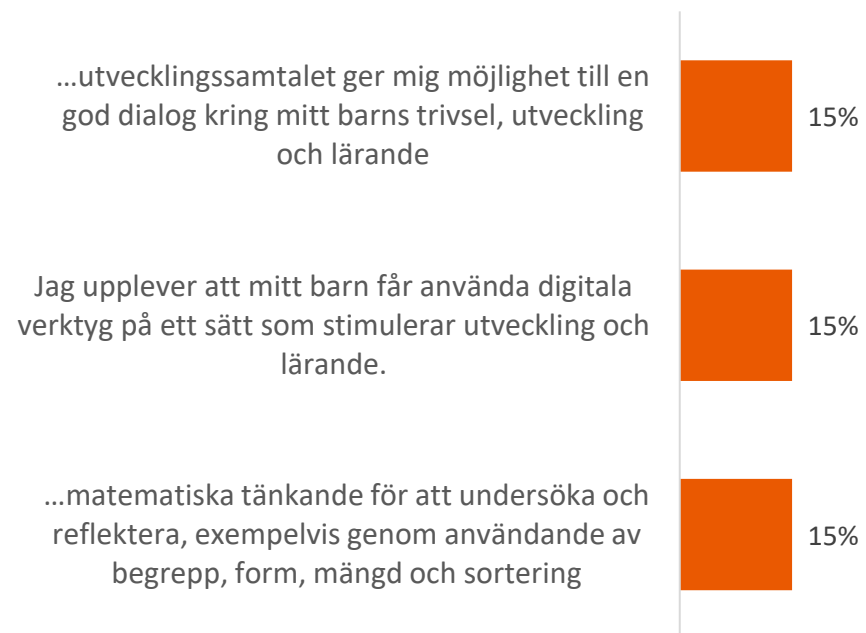 …utvecklingssamtalet ger mig möjlighet till en
god dialog kring mitt barns trivsel, utveckling
och lärande
15%
Jag upplever att mitt barn får använda digitala
verktyg på ett sätt som stimulerar utveckling och
lärande.
15%
…matematiska tänkande för att undersöka och
reflektera, exempelvis genom användande av
begrepp, form, mängd och sortering
15%